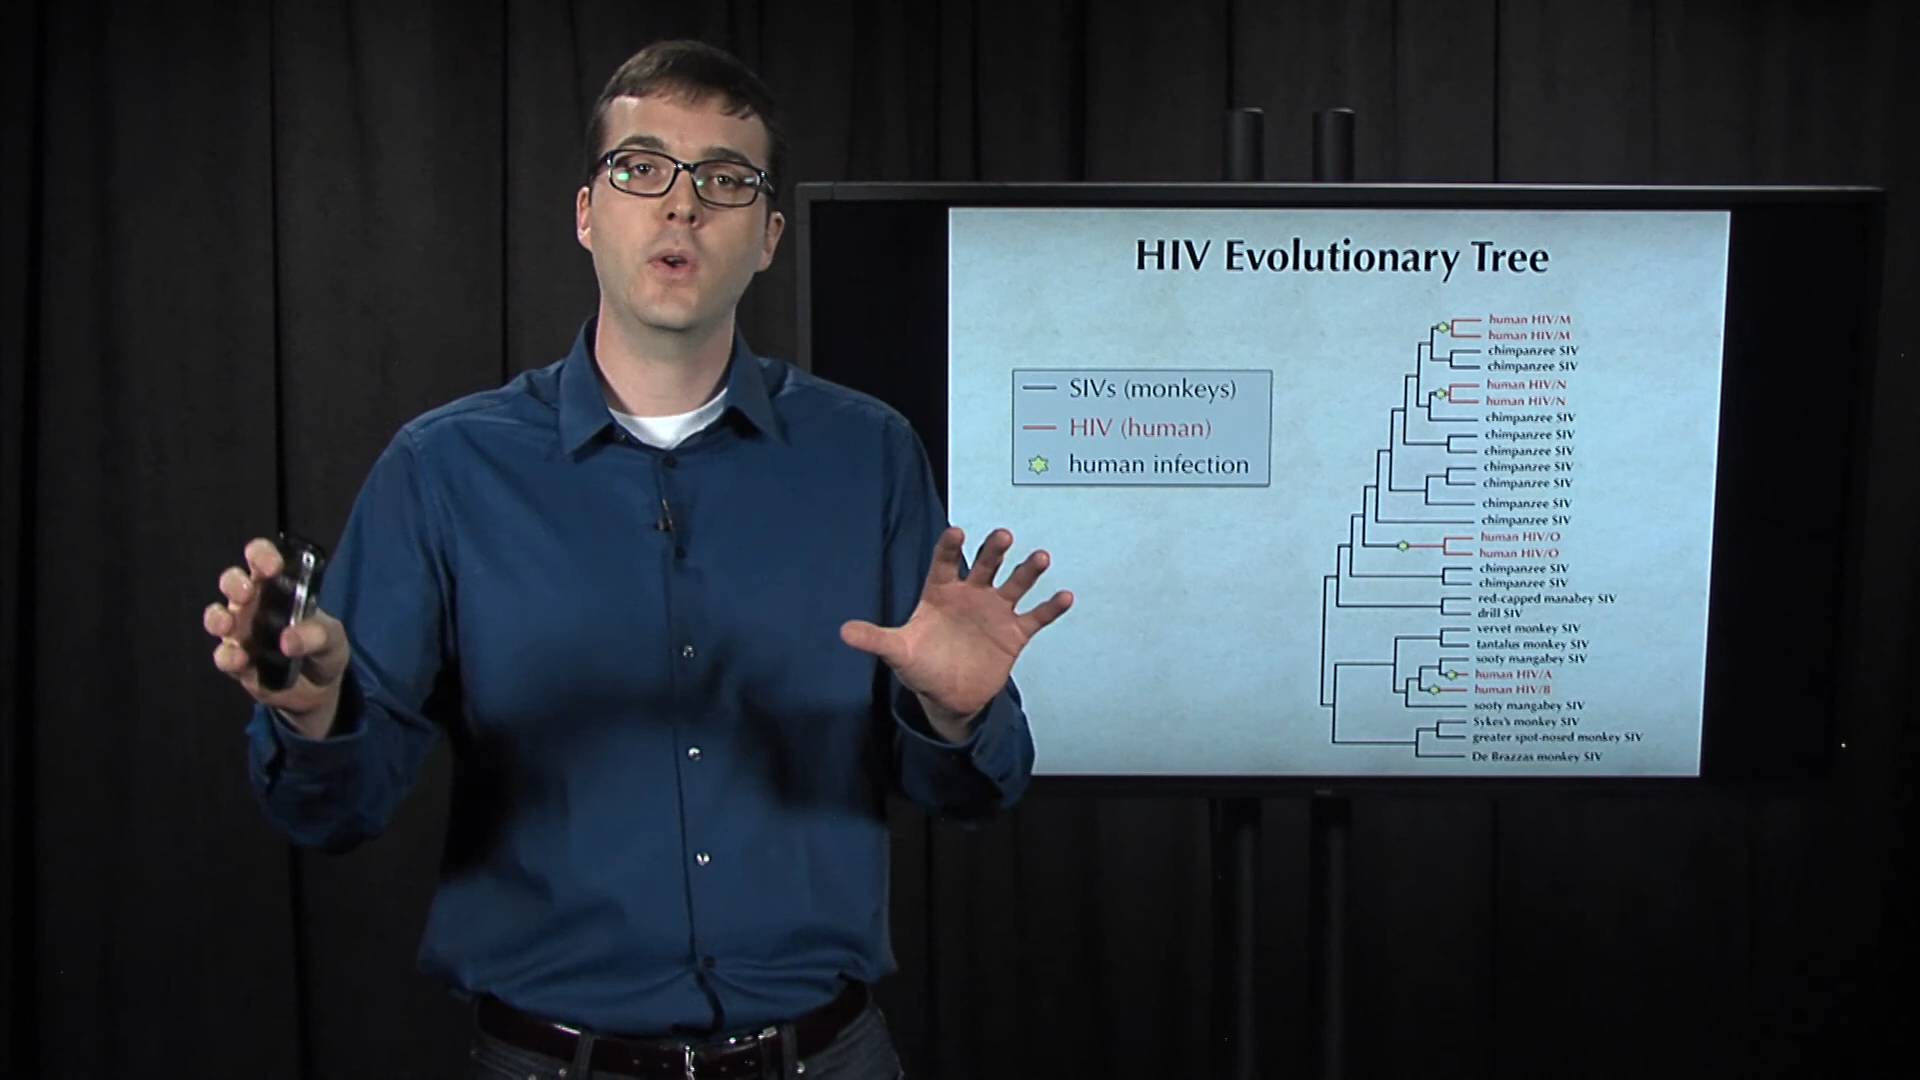 HIV Evolutionary Tree
SIVs (monkeys)
HIV (human)
human infection
human HIV/M
human HIV/M
chimpanzee SIV
chimpanzee SIV
human HIV/N
human HIV/N
chimpanzee SIV
chimpanzee SIV
chimpanzee SIV
chimpanzee SIV
chimpanzee SIV
chimpanzee SIV
chimpanzee SIV
human HIV/O
human HIV/O
chimpanzee SIV
chimpanzee SIV
red-capped manabey SIV
drill SIV
vervet monkey SIV
tantalus monkey SIV
sooty mangabey SIV
human HIV/A
human HIV/B
sooty mangabey SIV
Sykes's monkey SIV
greater spot-nosed monkey SIV
De Brazzas monkey SIV